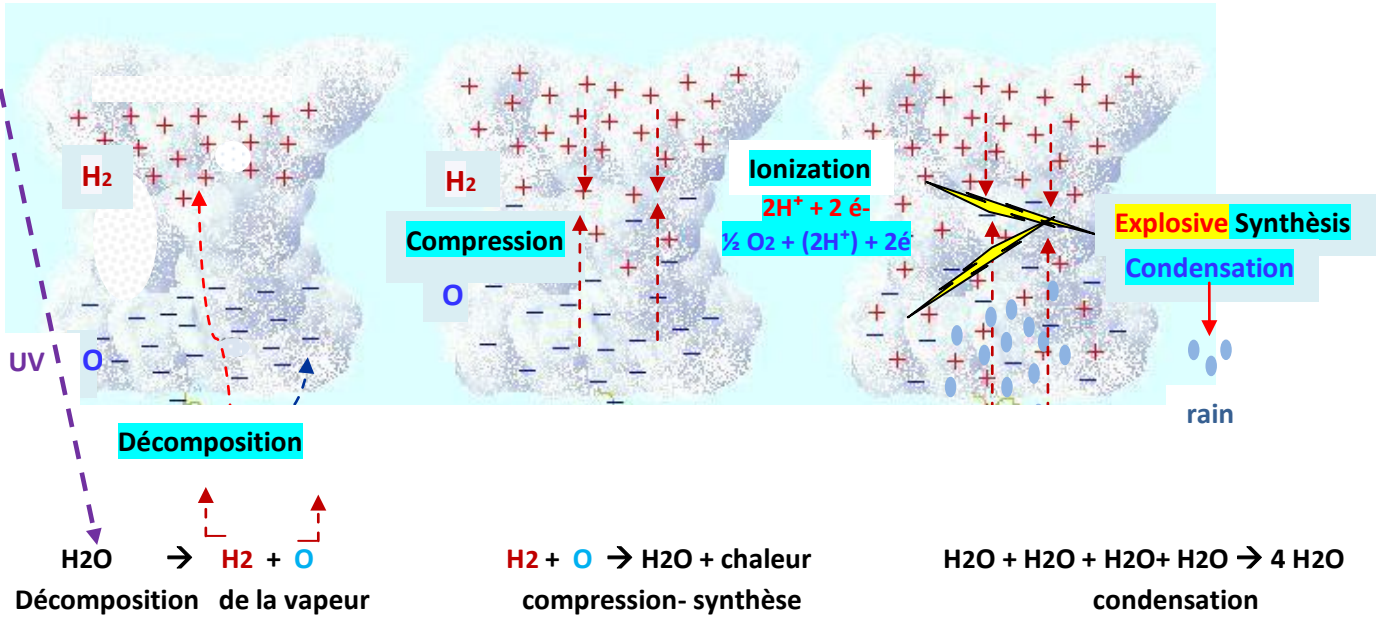 H2
UV
O
Décomposition
H2
Compression
O
Ionization
2H⁺ + 2 é-
½ O2 + (2H⁺) + 2é
Explosive Synthèsis
Condensation
rain
H2O → H2 + O
Décomposition de la vapeur
H2 + O → H2O + chaleur
compression- synthèse
H2O + H2O + H2O+ H2O → 4 H2O
condensation